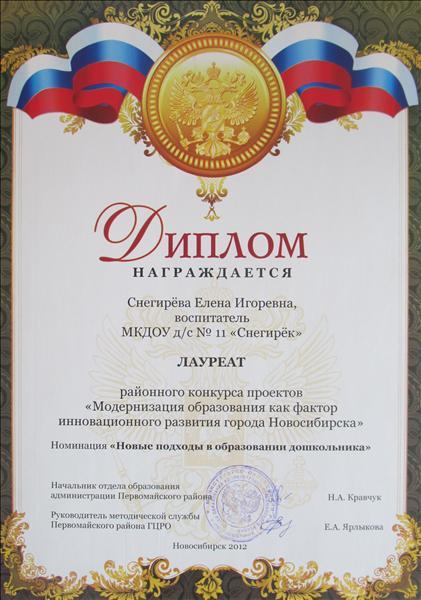 Диплом
НАГРАЖДАЕТСЯ
Снегирёва Елена Игоревна,
воспитатель
МКДОУ д/с № 11 «Снегирёк»
ЛАУРЕАТ
районного конкурса проектов
«Модернизация образования как фактор
инновационного развития города Новосибирска»
Номинация «Новые подходы в образовании дошкольника»
Начальник отдела образования
администрации Первомайского района
Н.А. Кравчук
Руководитель методической службы
Первомайского района ГЦРО
Е.А. Ярлыкова
Новосибирск 2012